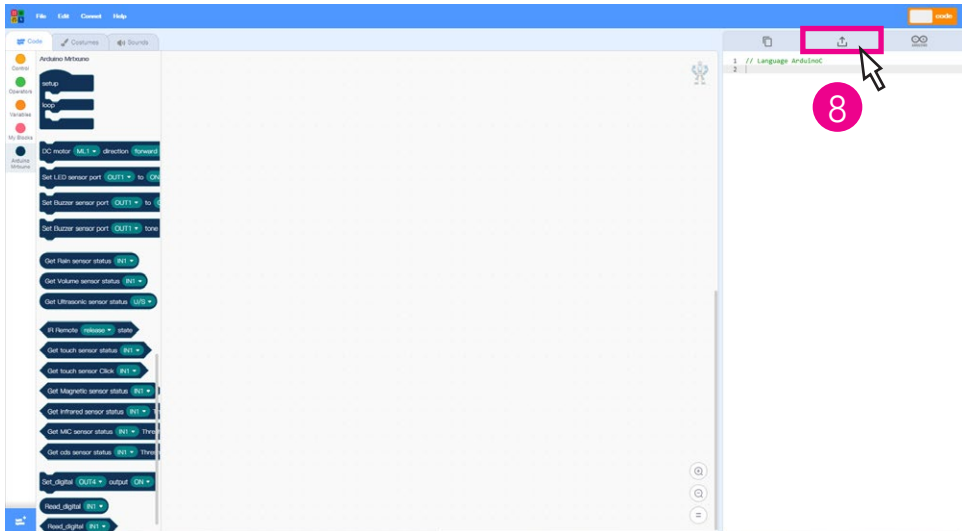 File Edit Connet Help
code
Code Costumes Sounds
Control
Operators
Variables
My Blocks
Arduino
Mrtxuno
Arduino Mrtxuno
setup
loop
DC motor ML1 direction forward
Set LED sensor port OUT1 to ON
Set Buzzer sensor port OUT1 to
Set Buzzer sensor port OUT1 tone
Get Rain sensor status IN1
Get Volume sensor status IN1
Get Ultrasonic sensor status U/S
IR Remote release state
Get touch sensor status IN1
Get touch sensor Click IN1
Get Magnetic sensor status IN1
Get Infrared sensor status IN1
Get MIC sensor status IN1 Thres
Get cds sensor status IN1 Thres
Set_digital OUT4 output ON
Read_digital IN1
Read_digital IN1
1 // Language ArduinoC
2
8